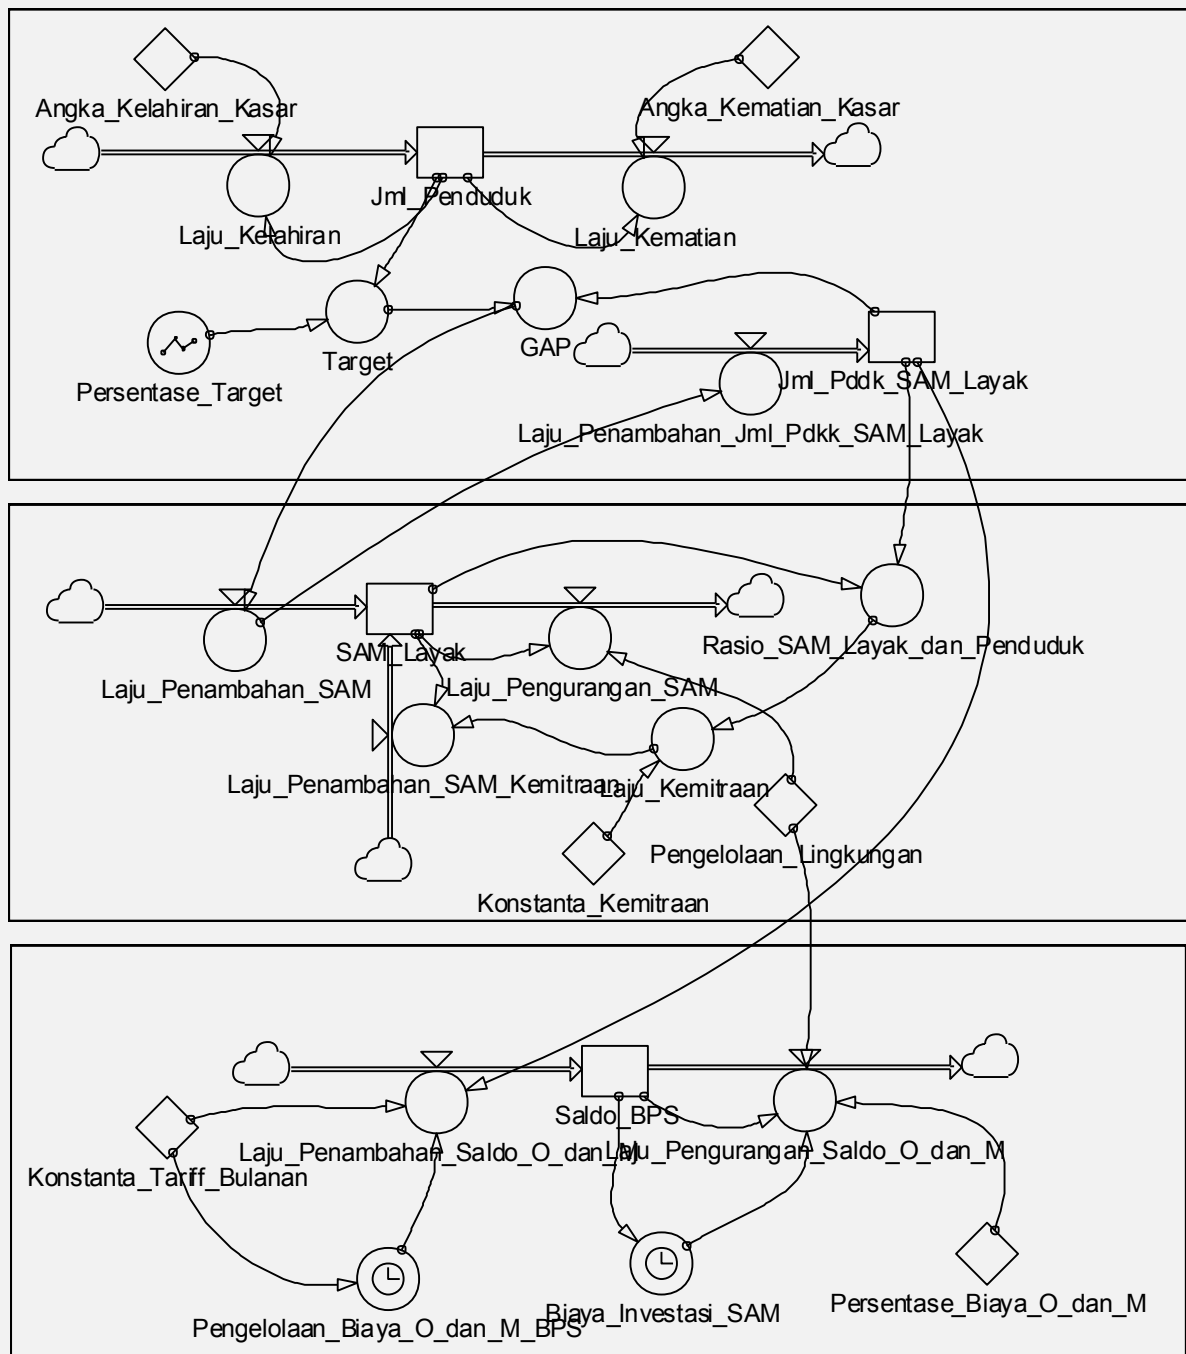 Angka_Kelahiran_Kasar
Angka_Kematian_Kasar
Jml_Penduduk
Laju_Kelahiran
Laju_Kematian
Target
GAP
Persentase_Target
Jml_Pddk_SAM_Layak
Laju_Penambahan_Jml_Pdkk_SAM_Layak
SAM_Layak
Rasio_SAM_Layak_dan_Penduduk
Laju_Penambahan_SAM
Laju_Pengurangan_SAM
Laju_Penambahan_SAM_Kemitraan
Laju_Kemitraan
Pengelolaan_Lingkungan
Konstanta_Kemitraan
Saldo_BPS
Laju_Penambahan_Saldo_O_dan_M
Laju_Pengurangan_Saldo_O_dan_M
Konstanta_Tariff_Bulanan
Pengelolaan_Biaya_O_dan_M_BPS
Biaya_Investasi_SAM
Persentase_Biaya_O_dan_M